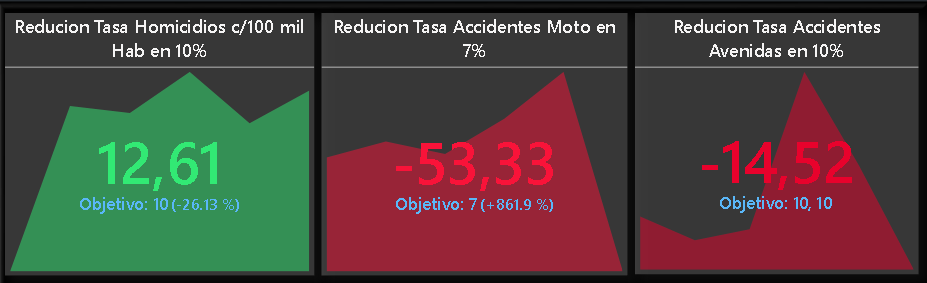 Reducion Tasa Homicidios c/100 mil
Hab en 10%
12,61
Objetivo: 10 (-26.13 %)
Reducion Tasa Accidentes Moto en
7%
-53,33
Objetivo: 7 (+861.9 %)
Reducion Tasa Accidentes
Avenidas en 10%
-14,52
Objetivo: 10, 10